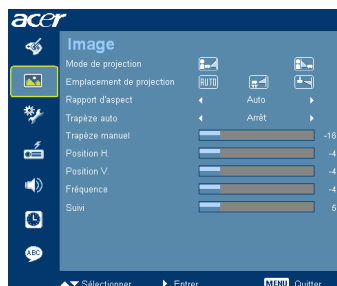 acer
Image
Mode de projection
Emplacement de projection AUTO
Rapport d'aspect Auto
Trapèze auto Arrêt
Trapèze manuel -16
Position H. -4
Position V. -4
Fréquence -4
Suivi 5
ABC
Sélectionner Entrer MENU Quitter